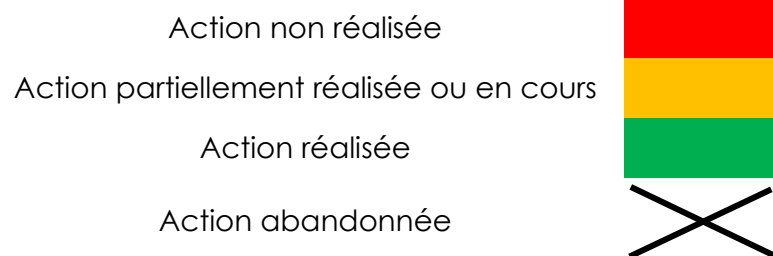 Action non réalisée
Action partiellement réalisée ou en cours
Action réalisée
Action abandonnée